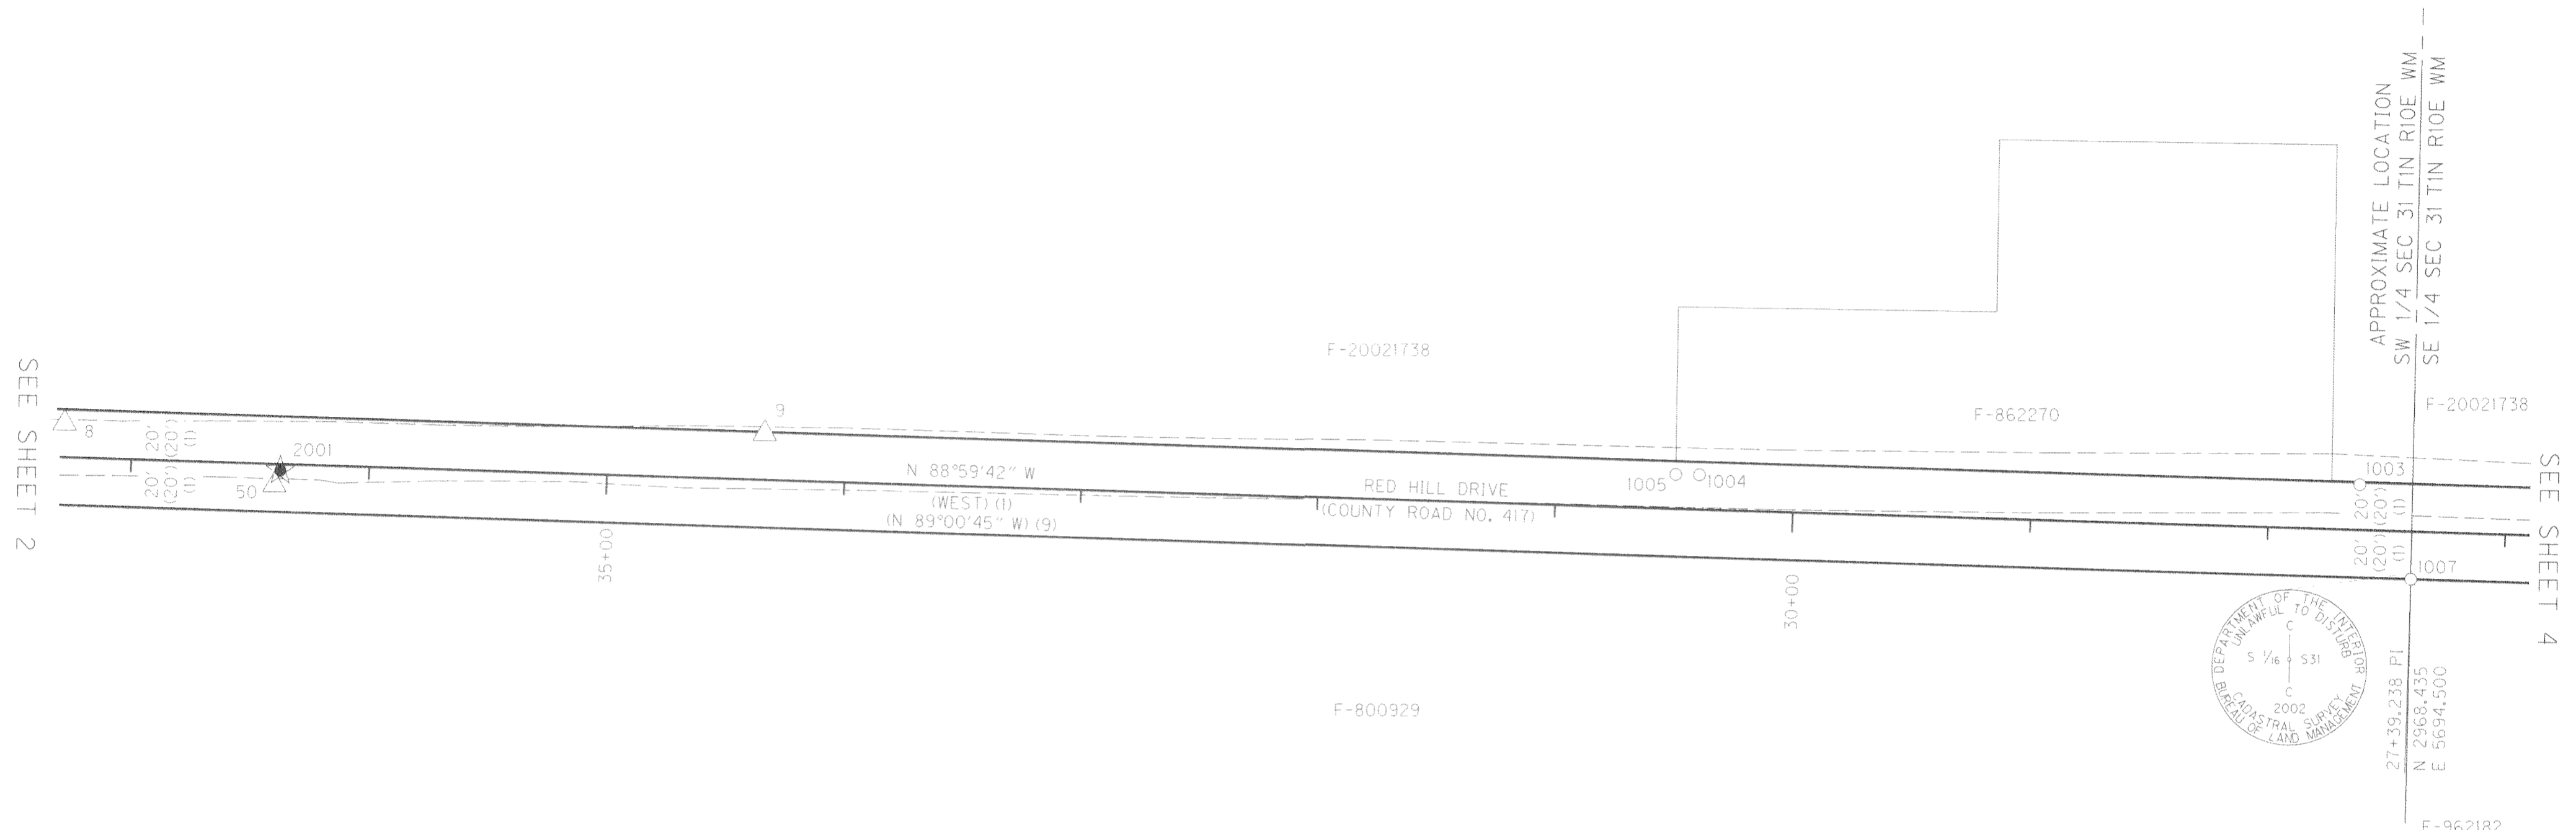 SEE SHEET 2
8
20' 20'
(20') (20')
(1) (1)
2001
50
9
35+00
N 88°59'42" W
(WEST) (1)
(N 89°00'45" W) (9)
F-20021738
RED HILL DRIVE
(COUNTY ROAD NO. 417)
1005
1004
30+00
F-800929
F-862270
APPROXIMATE LOCATION
SW 1/4 SEC 31 T1N R10E WM
SE 1/4 SEC 31 T1N R10E WM
F-20021738
1003
20' 20'
(20') (20')
(1) (1)
1007
DEPARTMENT OF THE INTERIOR
UNLAWFUL TO DISTURB
C
S 1/16 S31
C
2002
CADASTRAL SURVEY
BUREAU OF LAND MANAGEMENT
27+39.238 PI
N 2968.435
E 5694.500
F-962182
SEE SHEET 4